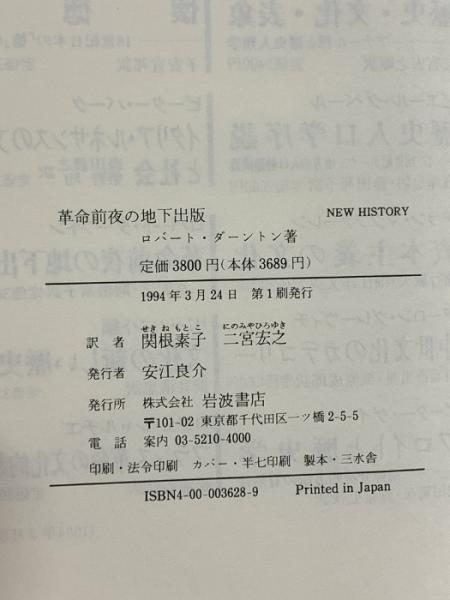 革命前夜の地下出版 NEW HISTORY
ロバート・ダーントン著
定価3800円(本体3689円)
1994年3月24日 第1刷発行
せきねもとこ にのみやひろゆき
訳者 関根素子 二宮宏之
発行者 安江良介
発行所 株式会社 岩波書店
〒101-02 東京都千代田区一ツ橋2-5-5
電話 案内 03-5210-4000
印刷・法令印刷 カバー・半七印刷 製本・三水舎
ISBN4-00-003628-9 Printed in Japan